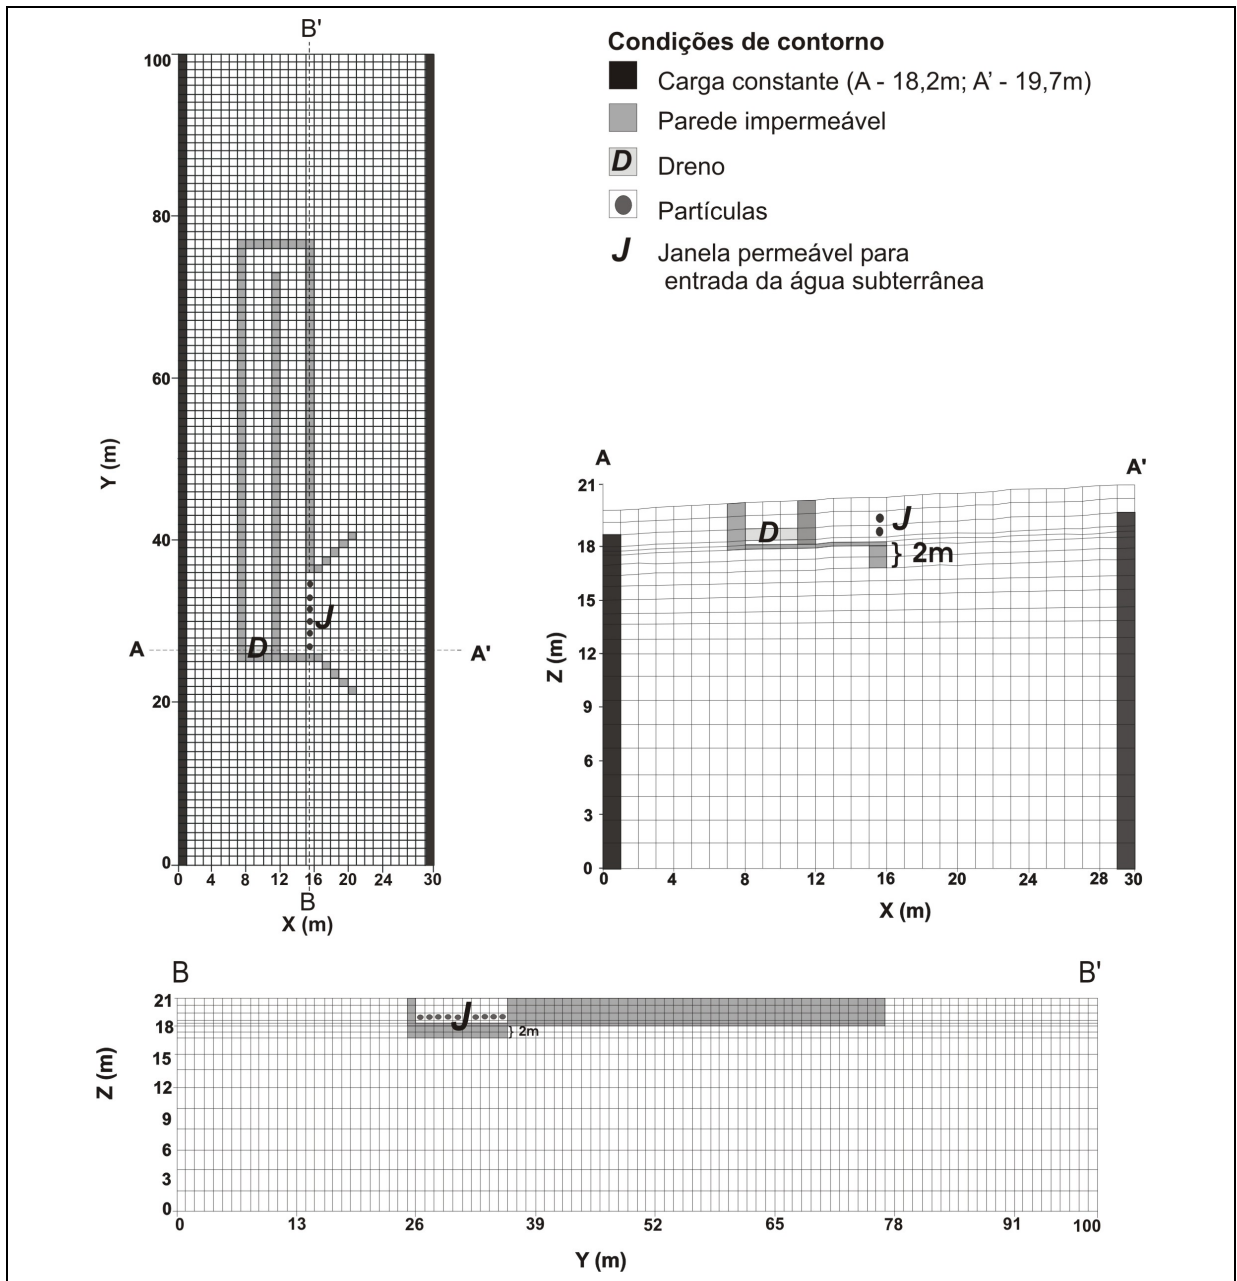 B'
100
80
60
40
20
0
Y (m)
A
A'
D
J
0 4 8 12 16 20 24 30
B
X (m)
Condições de contorno
Carga constante (A - 18,2m; A’ - 19,7m)
Parede impermeável
D Dreno
Partículas
J Janela permeável para
entrada da água subterrânea
A
A'
21
18
15
12
9
6
3
0
Z (m)
D
J
} 2m
0 4 8 12 16 20 24 28 30
X (m)
B
B'
21
18
15
12
9
6
3
0
Z (m)
J
} 2m
0 13 26 39 52 65 78 91 100
Y (m)